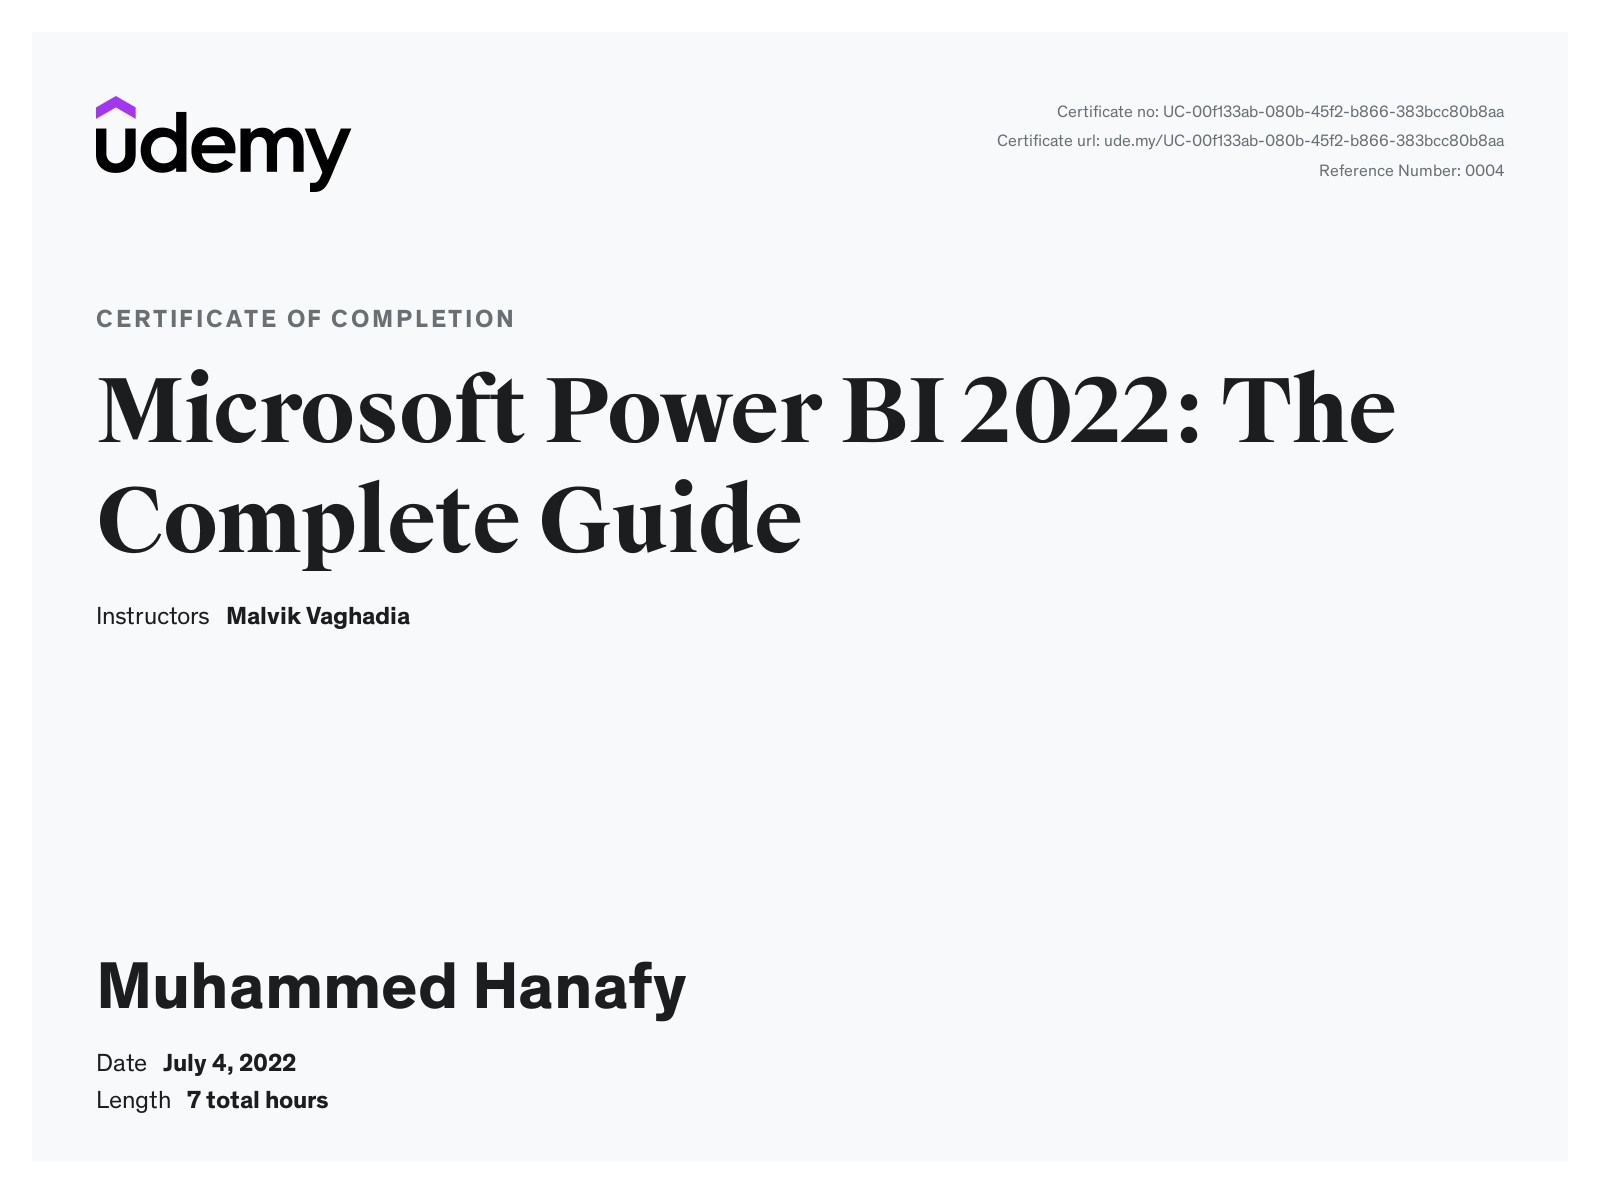 udemy
Certificate no: UC-00f133ab-080b-45f2-b866-383bcc80b8aa
Certificate url: ude.my/UC-00f133ab-080b-45f2-b866-383bcc80b8aa
Reference Number: 0004
CERTIFICATE OF COMPLETION
Microsoft Power BI 2022: The
Complete Guide
Instructors Malvik Vaghadia
Muhammed Hanafy
Date July 4, 2022
Length 7 total hours